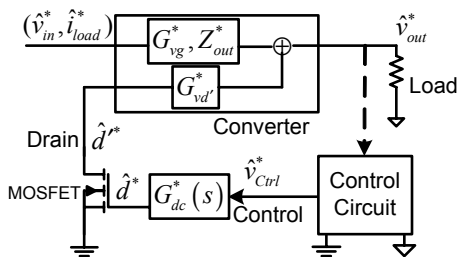 (v̂*_in, î*_load)
G*_vg, Z*_out
v̂*_out
G*_vd'
Load
Converter
Drain
d̂'*
MOSFET
d̂*
G*_dc(s)
v̂*_Ctrl
Control
Control
Circuit